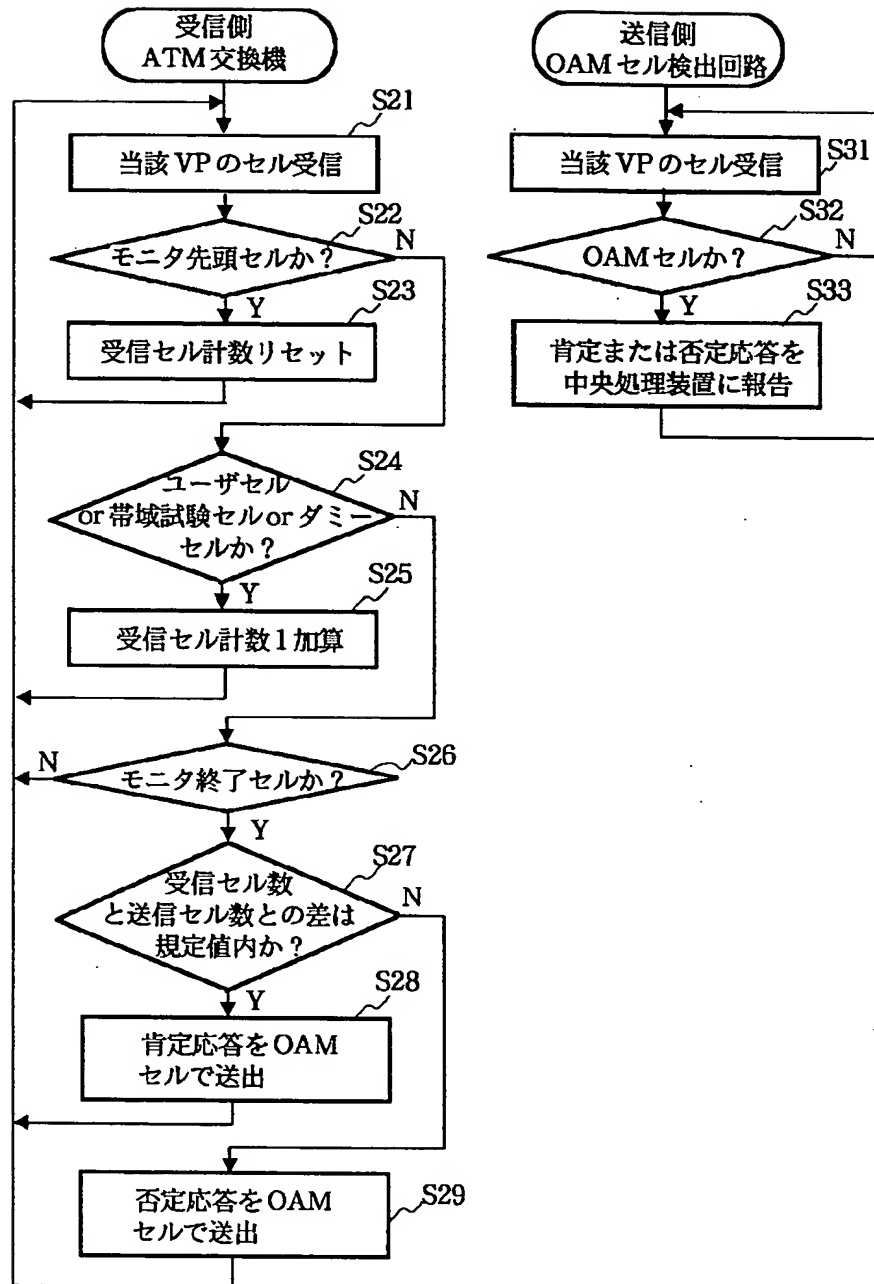 受信側
ATM交換機
S21
当該VPのセル受信
S22
モニタ先頭セルか?
N
Y
S23
受信セル計数リセット
S24
ユーザセル
or帯域試験セルorダミー
セルか?
N
Y
S25
受信セル計数1加算
S26
モニタ終了セルか?
N
Y
S27
受信セル数
と送信セル数との差は
規定値内か?
N
Y
S28
肯定応答をOAM
セルで送出
S29
否定応答をOAM
セルで送出
送信側
OAMセル検出回路
当該VPのセル受信
S31
S32
OAMセルか?
N
Y
S33
肯定または否定応答を
中央処理装置に報告